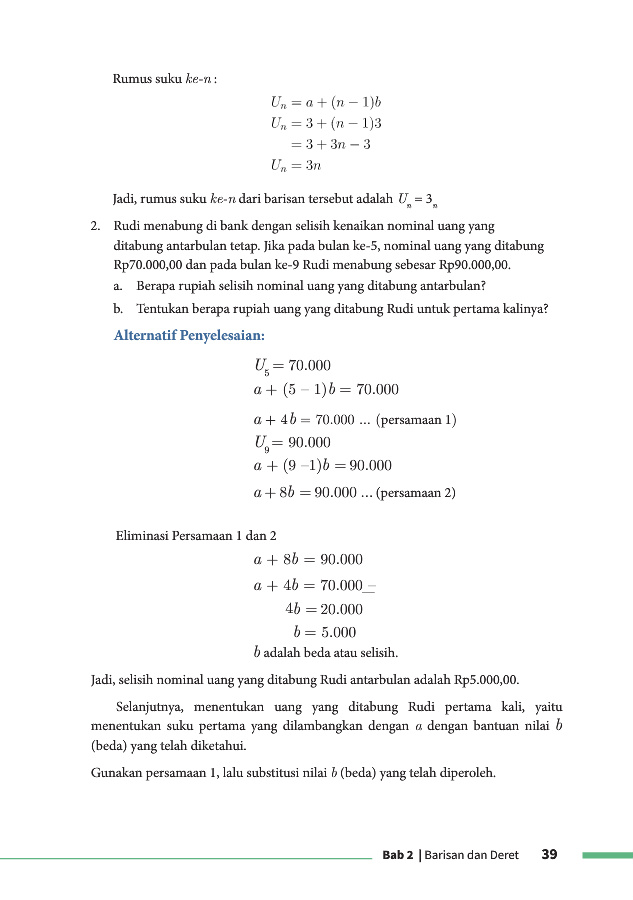 Rumus suku ke-n :
Uₙ = a + (n − 1)b
Uₙ = 3 + (n − 1)3
= 3 + 3n − 3
Uₙ = 3n
Jadi, rumus suku ke-n dari barisan tersebut adalah Uₙ = 3ₙ
2. Rudi menabung di bank dengan selisih kenaikan nominal uang yang
ditabung antarbulan tetap. Jika pada bulan ke-5, nominal uang yang ditabung
Rp70.000,00 dan pada bulan ke-9 Rudi menabung sebesar Rp90.000,00.
a. Berapa rupiah selisih nominal uang yang ditabung antarbulan?
b. Tentukan berapa rupiah uang yang ditabung Rudi untuk pertama kalinya?
Alternatif Penyelesaian:
U₅ = 70.000
a + (5 – 1)b = 70.000
a + 4b = 70.000 ... (persamaan 1)
U₉ = 90.000
a + (9 –1)b = 90.000
a + 8b = 90.000 ... (persamaan 2)
Eliminasi Persamaan 1 dan 2
a + 8b = 90.000
a + 4b = 70.000 –
4b = 20.000
b = 5.000
b adalah beda atau selisih.
Jadi, selisih nominal uang yang ditabung Rudi antarbulan adalah Rp5.000,00.
Selanjutnya, menentukan uang yang ditabung Rudi pertama kali, yaitu
menentukan suku pertama yang dilambangkan dengan a dengan bantuan nilai b
(beda) yang telah diketahui.
Gunakan persamaan 1, lalu substitusi nilai b (beda) yang telah diperoleh.
Bab 2 | Barisan dan Deret 39